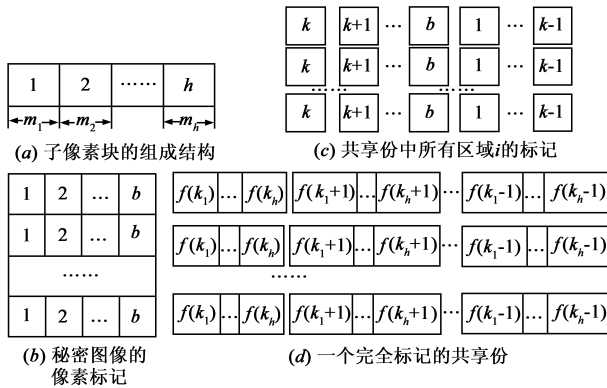 1 2 …… h
m₁ m₂ mₕ
(a) 子像素块的组成结构
k k+1 … b 1 … k-1
k k+1 … b 1 … k-1
…… ……
k k+1 … b 1 … k-1
(c) 共享份中所有区域i的标记
1 2 … b
1 2 … b
……
1 2 … b
(b) 秘密图像的
像素标记
f(k₁) … f(kₕ) f(k₁+1) … f(kₕ+1) … f(k₁-1) … f(kₕ-1)
f(k₁) … f(kₕ) f(k₁+1) … f(kₕ+1) … f(k₁-1) … f(kₕ-1)
……
f(k₁) … f(kₕ) f(k₁+1) … f(kₕ+1) … f(k₁-1) … f(kₕ-1)
(d) 一个完全标记的共享份